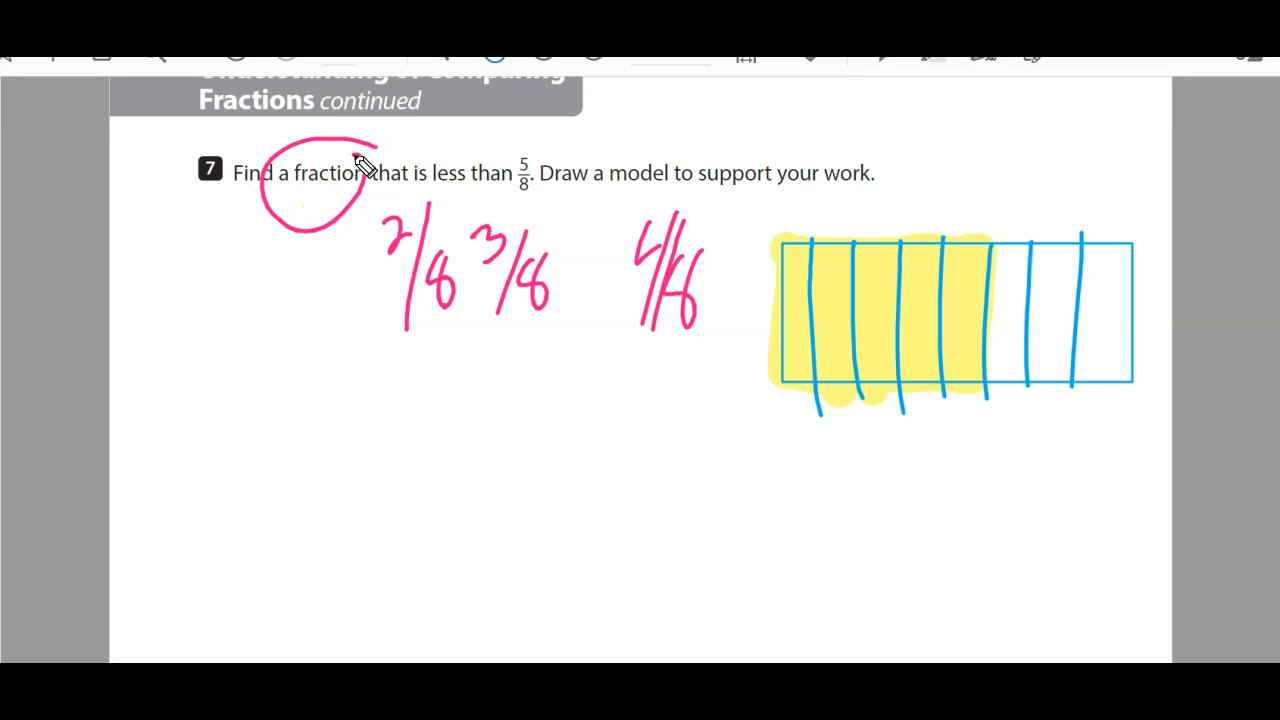 Understanding of Comparing
Fractions continued
7 Find a fraction that is less than 5/8. Draw a model to support your work.
2/8 3/8 4/8